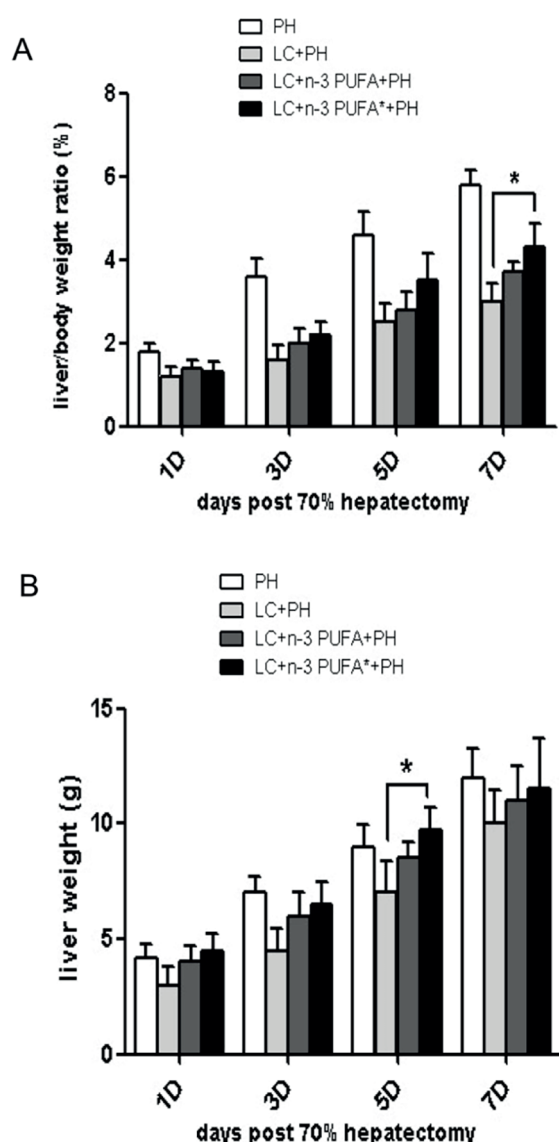 A
PH
LC+PH
LC+n-3 PUFA+PH
LC+n-3 PUFA*+PH
liver/body weight ratio (%)
8
6
4
2
0
*
1D 3D 5D 7D
days post 70% hepatectomy
B
PH
LC+PH
LC+n-3 PUFA+PH
LC+n-3 PUFA*+PH
liver weight (g)
15
10
5
0
*
1D 3D 5D 7D
days post 70% hepatectomy